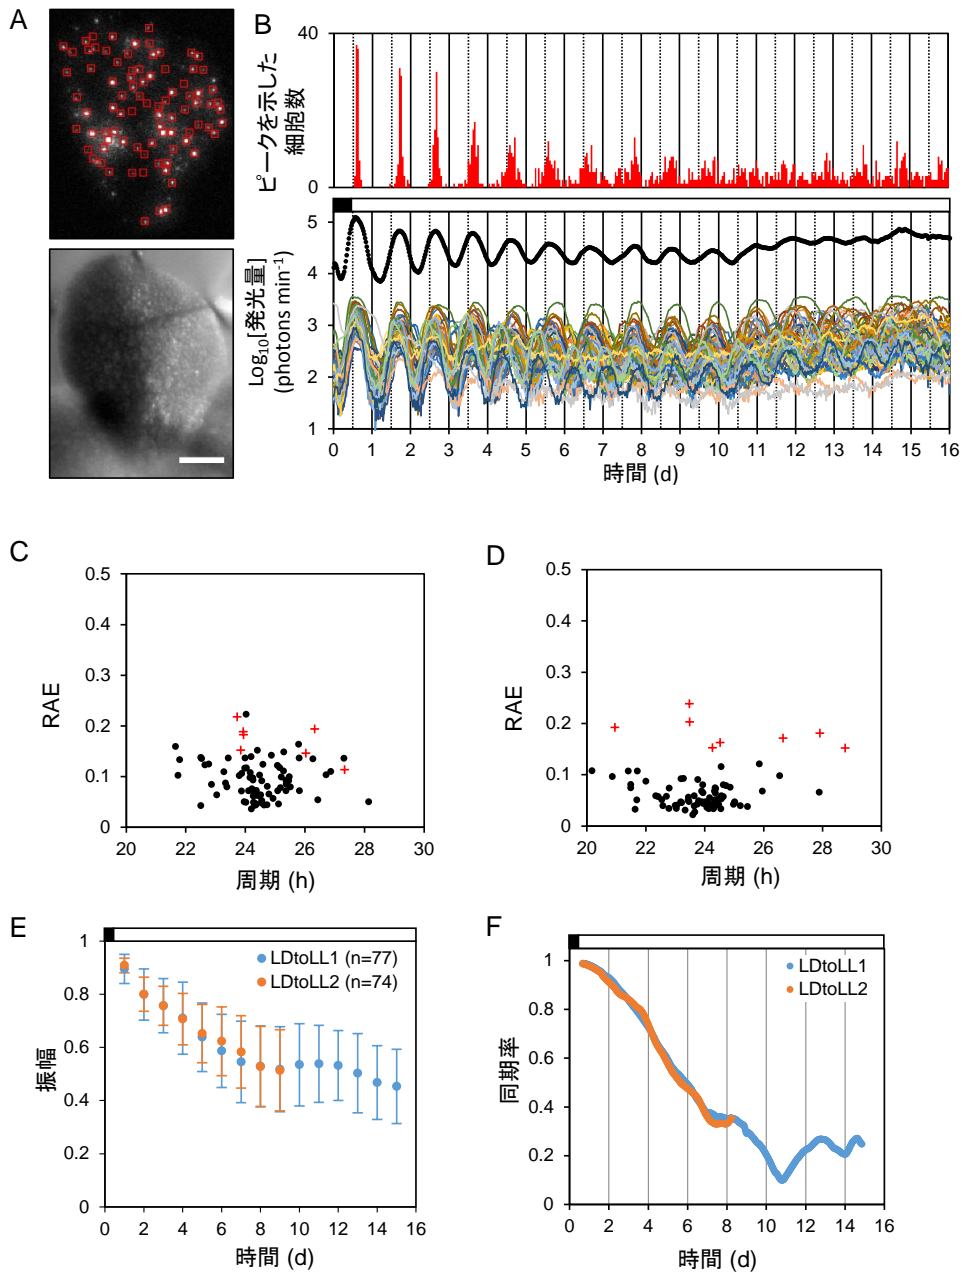 A
B
ピークを示した
細胞数
40
0
Log10[発光量]
(photons min⁻¹)
5
4
3
2
1
0 1 2 3 4 5 6 7 8 9 10 11 12 13 14 15 16
時間 (d)
C
RAE
0.5
0.4
0.3
0.2
0.1
0
20 22 24 26 28 30
周期 (h)
D
RAE
0.5
0.4
0.3
0.2
0.1
0
20 22 24 26 28 30
周期 (h)
E
振幅
1
0.8
0.6
0.4
0.2
0
LDtoLL1 (n=77)
LDtoLL2 (n=74)
0 2 4 6 8 10 12 14 16
時間 (d)
F
同期率
1
0.8
0.6
0.4
0.2
0
LDtoLL1
LDtoLL2
0 2 4 6 8 10 12 14 16
時間 (d)